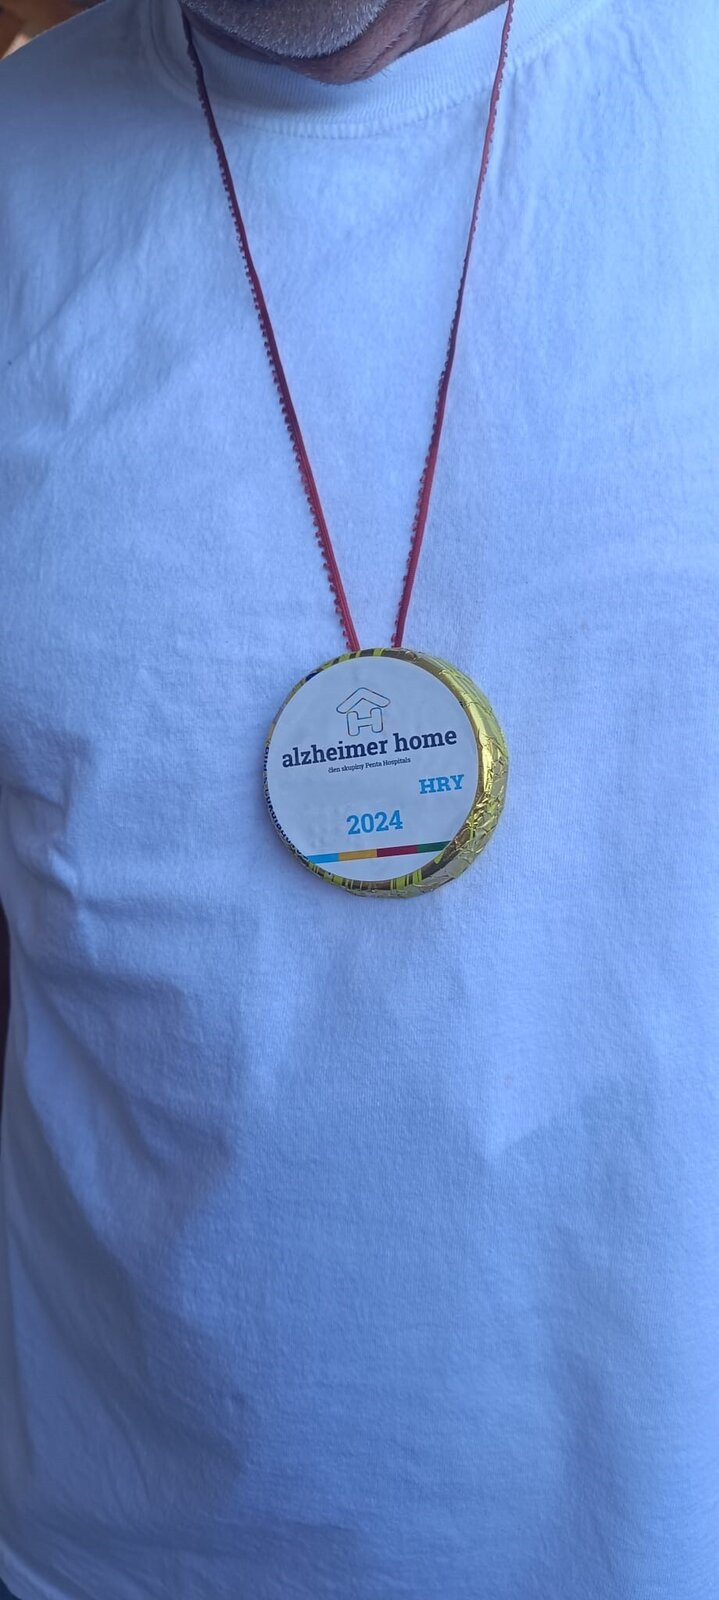 alzheimer home
člen skupiny Penta Hospitals
HRY
2024